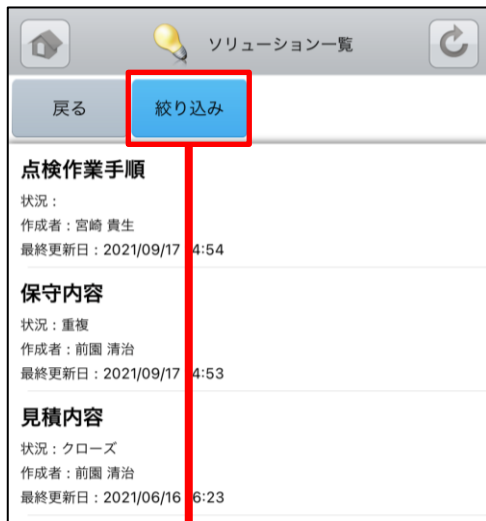 ソリューション一覧
戻る
絞り込み
点検作業手順
状況：
作成者：宮崎 貴生
最終更新日：2021/09/17 4:54
保守内容
状況：重複
作成者：前園 清治
最終更新日：2021/09/17 4:53
見積内容
状況：クローズ
作成者：前園 清治
最終更新日：2021/06/16 6:23